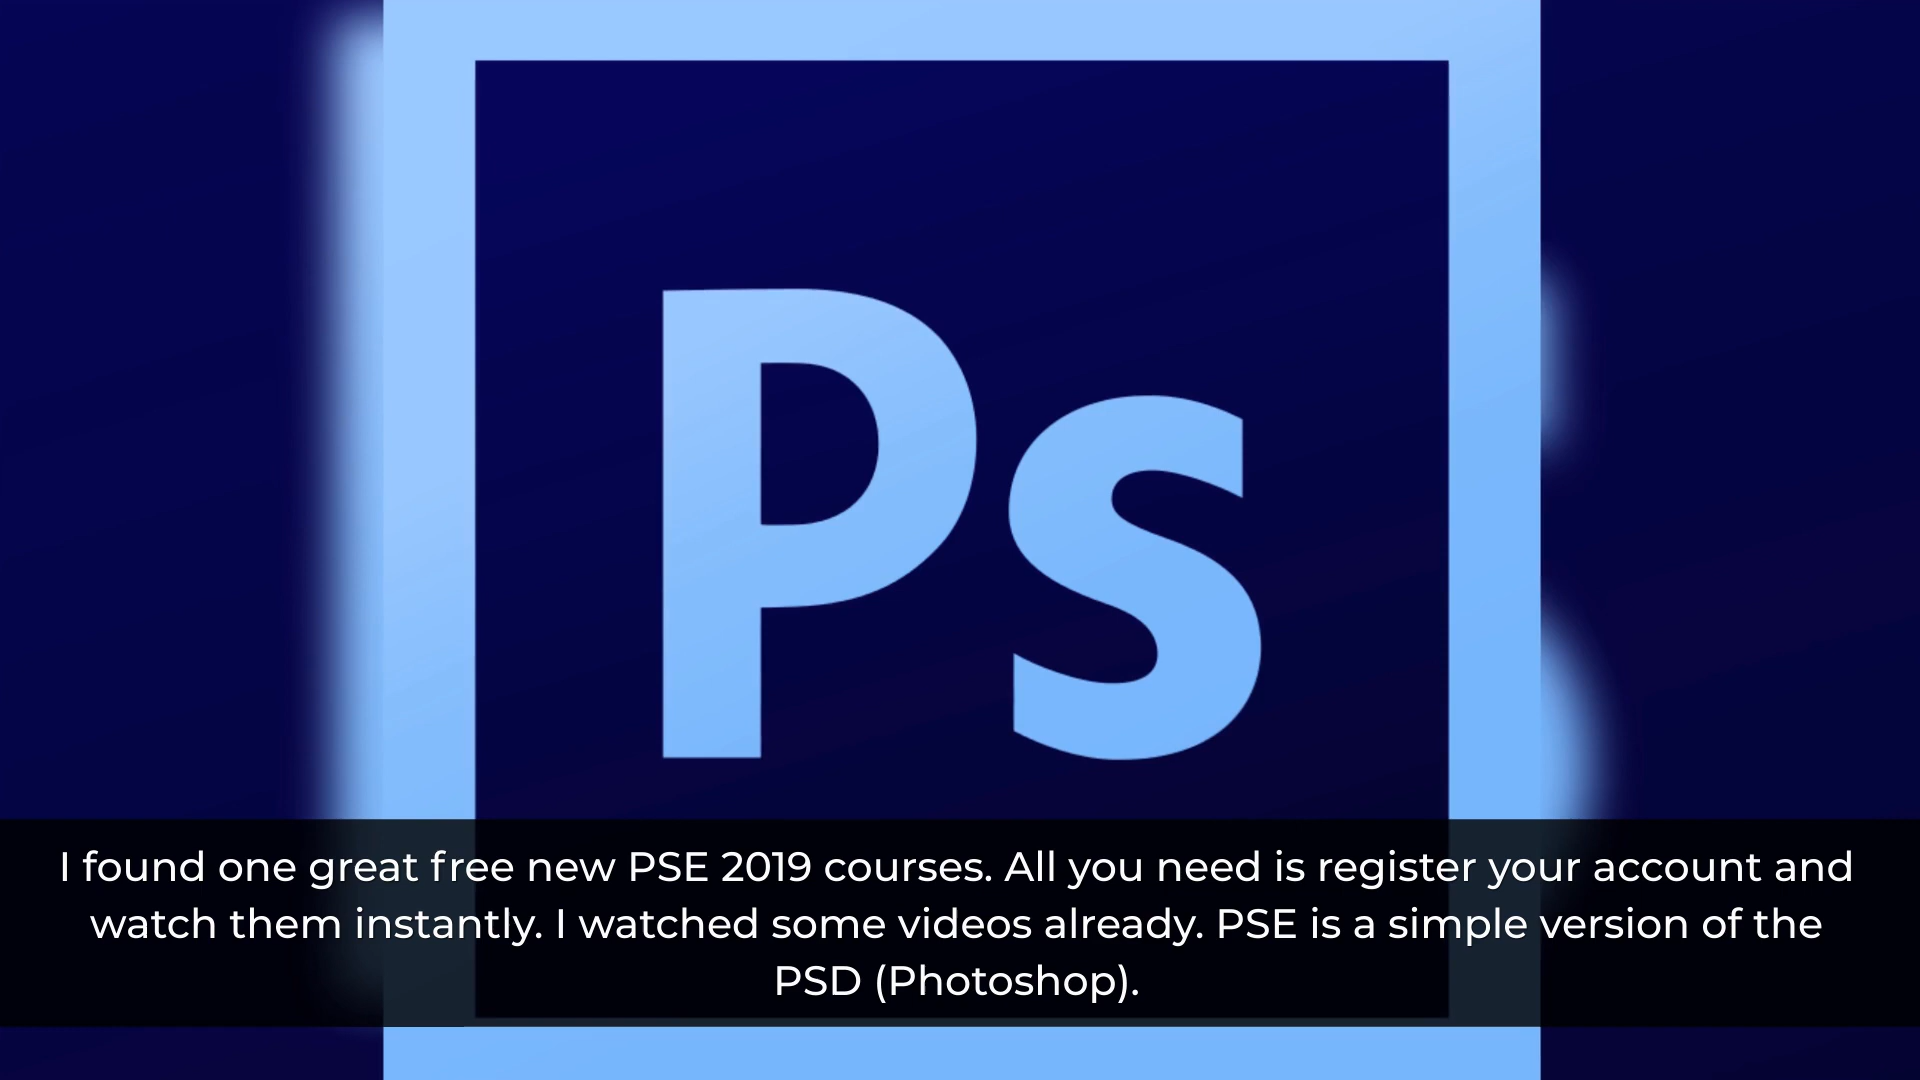 Ps
I found one great free new PSE 2019 courses. All you need is register your account and
watch them instantly. I watched some videos already. PSE is a simple version of the
PSD (Photoshop).